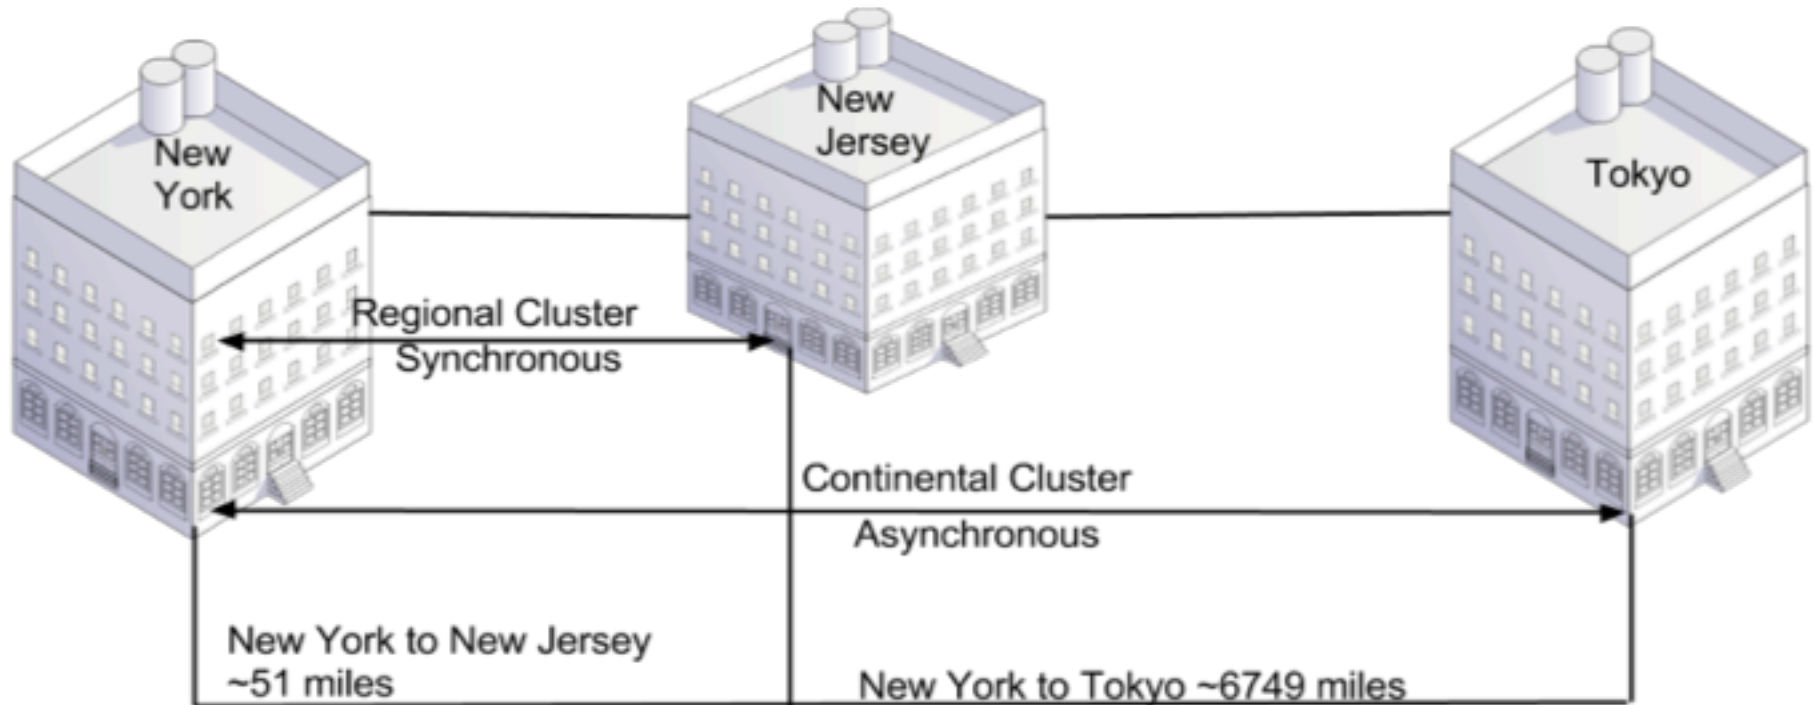 New
York
New
Jersey
Tokyo
Regional Cluster
Synchronous
Continental Cluster
Asynchronous
New York to New Jersey
~51 miles
New York to Tokyo ~6749 miles